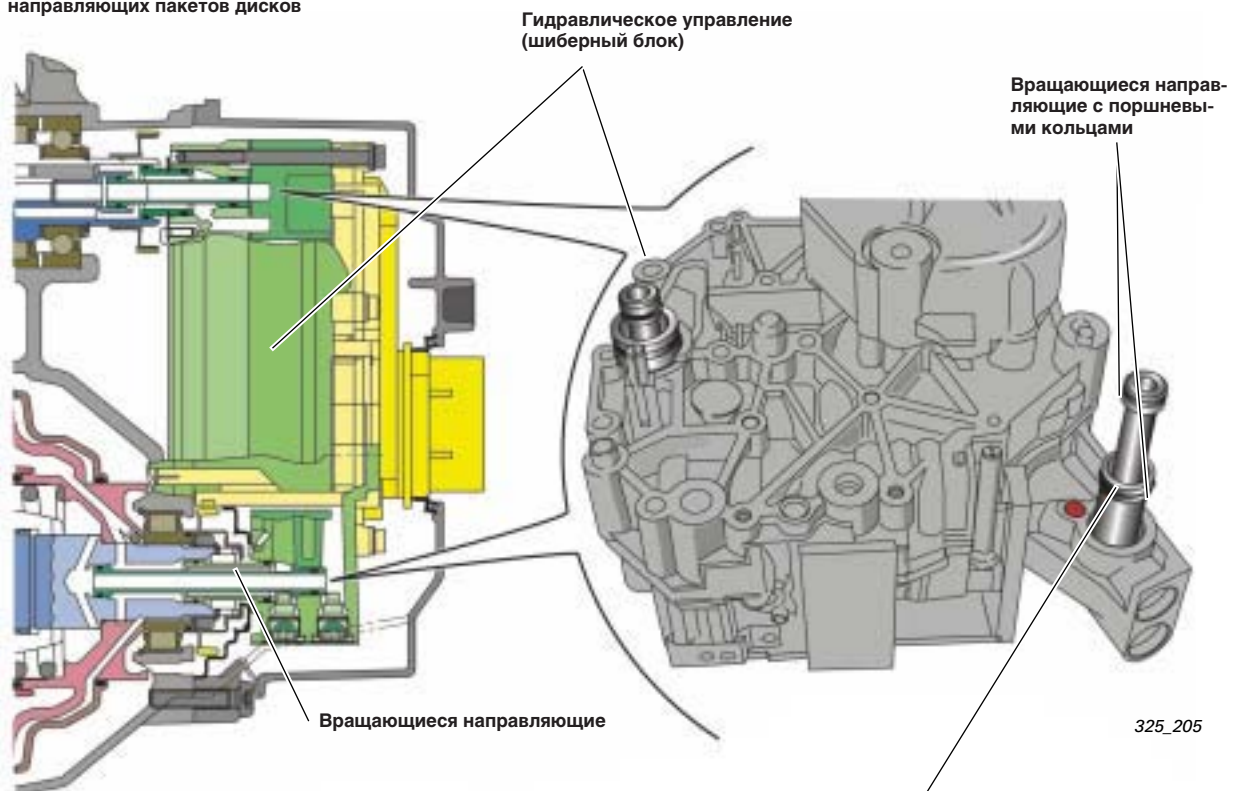 направляющих пакетов дисков
Гидравлическое управление
(шиберный блок)
Вращающиеся направ-
ляющие с поршневы-
ми кольцами
Вращающиеся направляющие
325_205